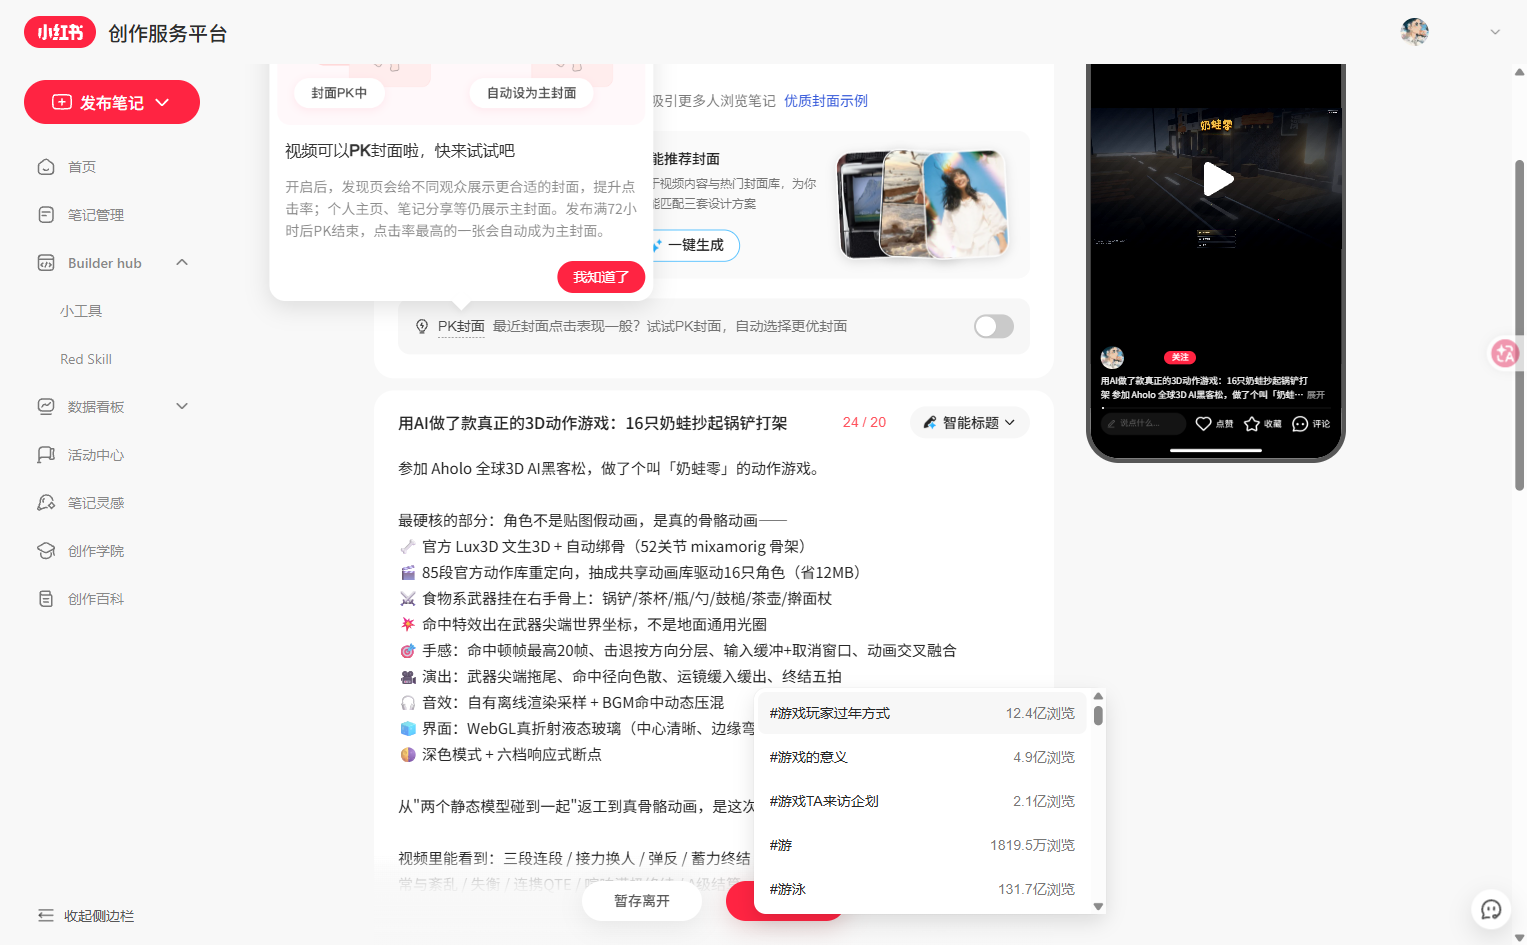 小红书 创作服务平台
发布笔记
首页
笔记管理
Builder hub
小工具
Red Skill
数据看板
活动中心
笔记灵感
创作学院
创作百科
收起侧边栏
封面PK中
自动设为主封面
视频可以PK封面啦，快来试试吧
开启后，发现页会给不同观众展示更合适的封面，提升点
击率；个人主页、笔记分享等仍展示主封面。发布满72小
时后PK结束，点击率最高的一张会自动成为主封面。
我知道了
吸引更多人浏览笔记 优质封面示例
能推荐封面
于视频内容与热门封面库，为你
能匹配三套设计方案
一键生成
PK封面 最近封面点击表现一般？试试PK封面，自动选择更优封面
用AI做了款真正的3D动作游戏：16只奶蛙抄起锅铲打架
24 / 20
智能标题
参加 Aholo 全球3D AI黑客松，做了个叫「奶蛙零」的动作游戏。
最硬核的部分：角色不是贴图假动画，是真的骨骼动画——
🦴 官方 Lux3D 文生3D + 自动绑骨（52关节 mixamorig 骨架）
🎬 85段官方动作库重定向，抽成共享动画库驱动16只角色（省12MB）
⚔️ 食物系武器挂在右手骨上：锅铲/茶杯/瓶/勺/鼓槌/茶壶/擀面杖
💥 命中特效出在武器尖端世界坐标，不是地面通用光圈
🎯 手感：命中顿帧最高20帧、击退按方向分层、输入缓冲+取消窗口、动画交叉融合
🎥 演出：武器尖端拖尾、命中径向色散、运镜缓入缓出、终结五拍
🎧 音效：自有离线渲染采样 + BGM命中动态压混
🧊 界面：WebGL真折射液态玻璃（中心清晰、边缘弯
🌗 深色模式 + 六档响应式断点
从"两个静态模型碰到一起"返工到真骨骼动画，是这次
视频里能看到：三段连段 / 接力换人 / 弹反 / 蓄力终结
常与紊乱 / 失衡 / 连携QTE /
暂存离开
#游戏玩家过年方式 12.4亿浏览
#游戏的意义 4.9亿浏览
#游戏TA来访企划 2.1亿浏览
#游 1819.5万浏览
#游泳 131.7亿浏览
奶蛙零
关注
用AI做了款真正的3D动作游戏：16只奶蛙抄起锅铲打
架 参加 Aholo 全球3D AI黑客松，做了个叫「奶蛙… 展开
说点什么...
点赞
收藏
评论